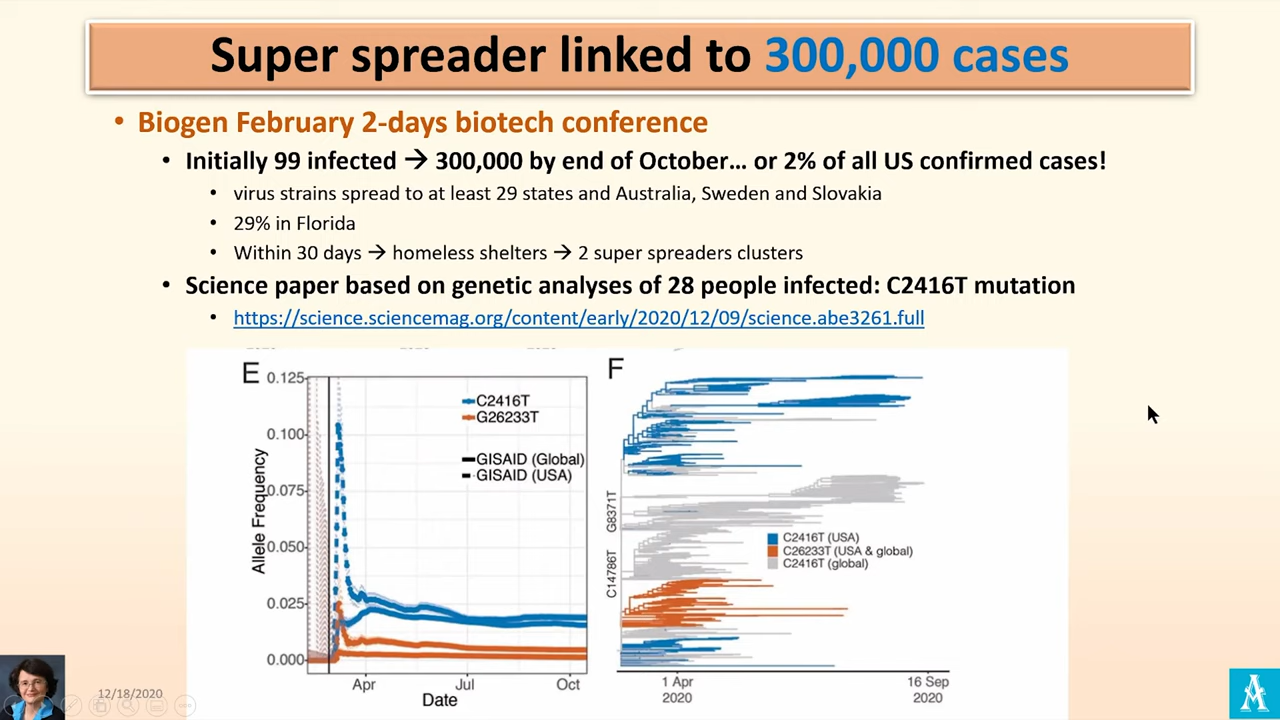 Super spreader linked to 300,000 cases
• Biogen February 2-days biotech conference
• Initially 99 infected → 300,000 by end of October… or 2% of all US confirmed cases!
• virus strains spread to at least 29 states and Australia, Sweden and Slovakia
• 29% in Florida
• Within 30 days → homeless shelters → 2 super spreaders clusters
• Science paper based on genetic analyses of 28 people infected: C2416T mutation
• https://science.sciencemag.org/content/early/2020/12/09/science.abe3261.full
E
0.125
0.100
0.075
0.050
0.025
0.000
Allele Frequency
C2416T
G26233T
GISAID (Global)
GISAID (USA)
Apr Jul Oct
Date
F
G8371T
C14786T
C2416T (USA)
C26233T (USA & global)
C2416T (global)
1 Apr 16 Sep
2020 2020
12/18/2020
A